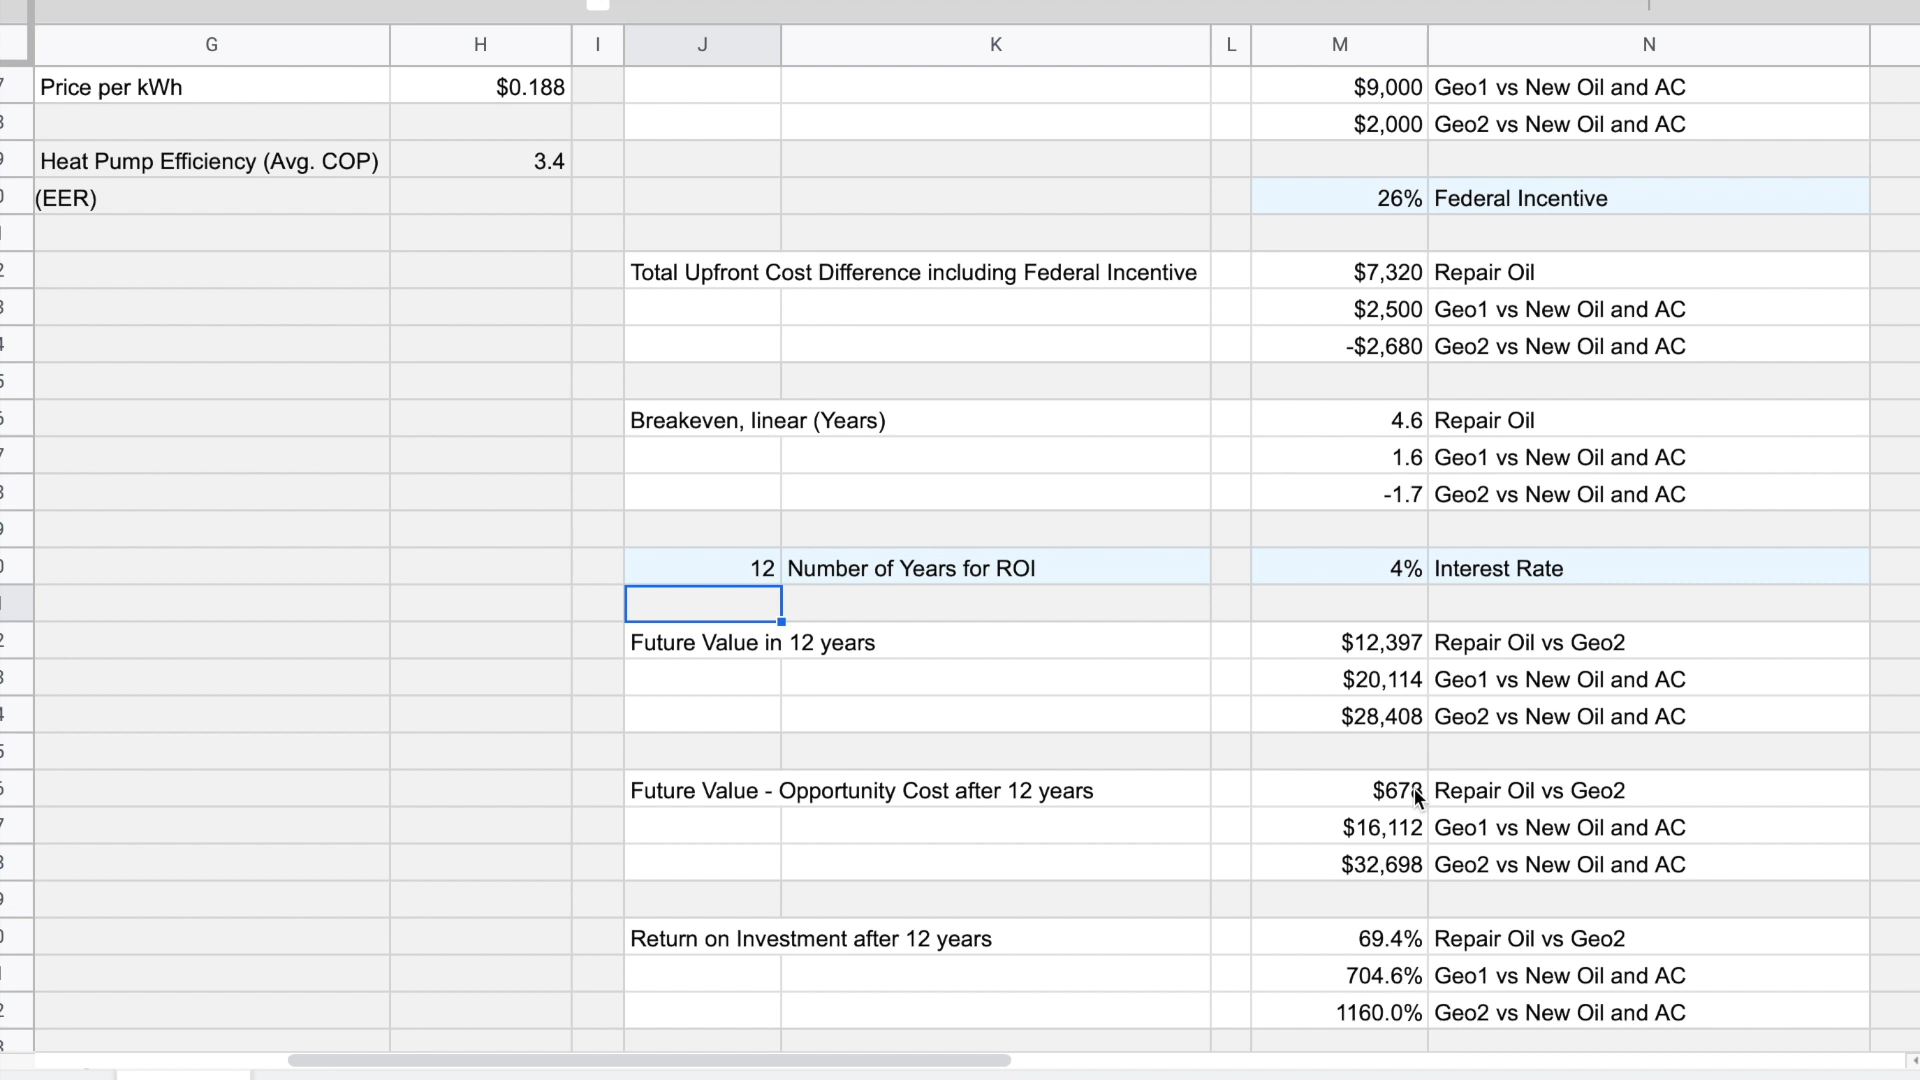 G H I J K L M N
Price per kWh $0.188 $9,000 Geo1 vs New Oil and AC
$2,000 Geo2 vs New Oil and AC
Heat Pump Efficiency (Avg. COP) 3.4
(EER) 26% Federal Incentive
Total Upfront Cost Difference including Federal Incentive $7,320 Repair Oil
$2,500 Geo1 vs New Oil and AC
-$2,680 Geo2 vs New Oil and AC
Breakeven, linear (Years) 4.6 Repair Oil
1.6 Geo1 vs New Oil and AC
-1.7 Geo2 vs New Oil and AC
12 Number of Years for ROI 4% Interest Rate
Future Value in 12 years $12,397 Repair Oil vs Geo2
$20,114 Geo1 vs New Oil and AC
$28,408 Geo2 vs New Oil and AC
Future Value - Opportunity Cost after 12 years Repair Oil vs Geo2
$16,112 Geo1 vs New Oil and AC
$32,698 Geo2 vs New Oil and AC
Return on Investment after 12 years 69.4% Repair Oil vs Geo2
704.6% Geo1 vs New Oil and AC
1160.0% Geo2 vs New Oil and AC